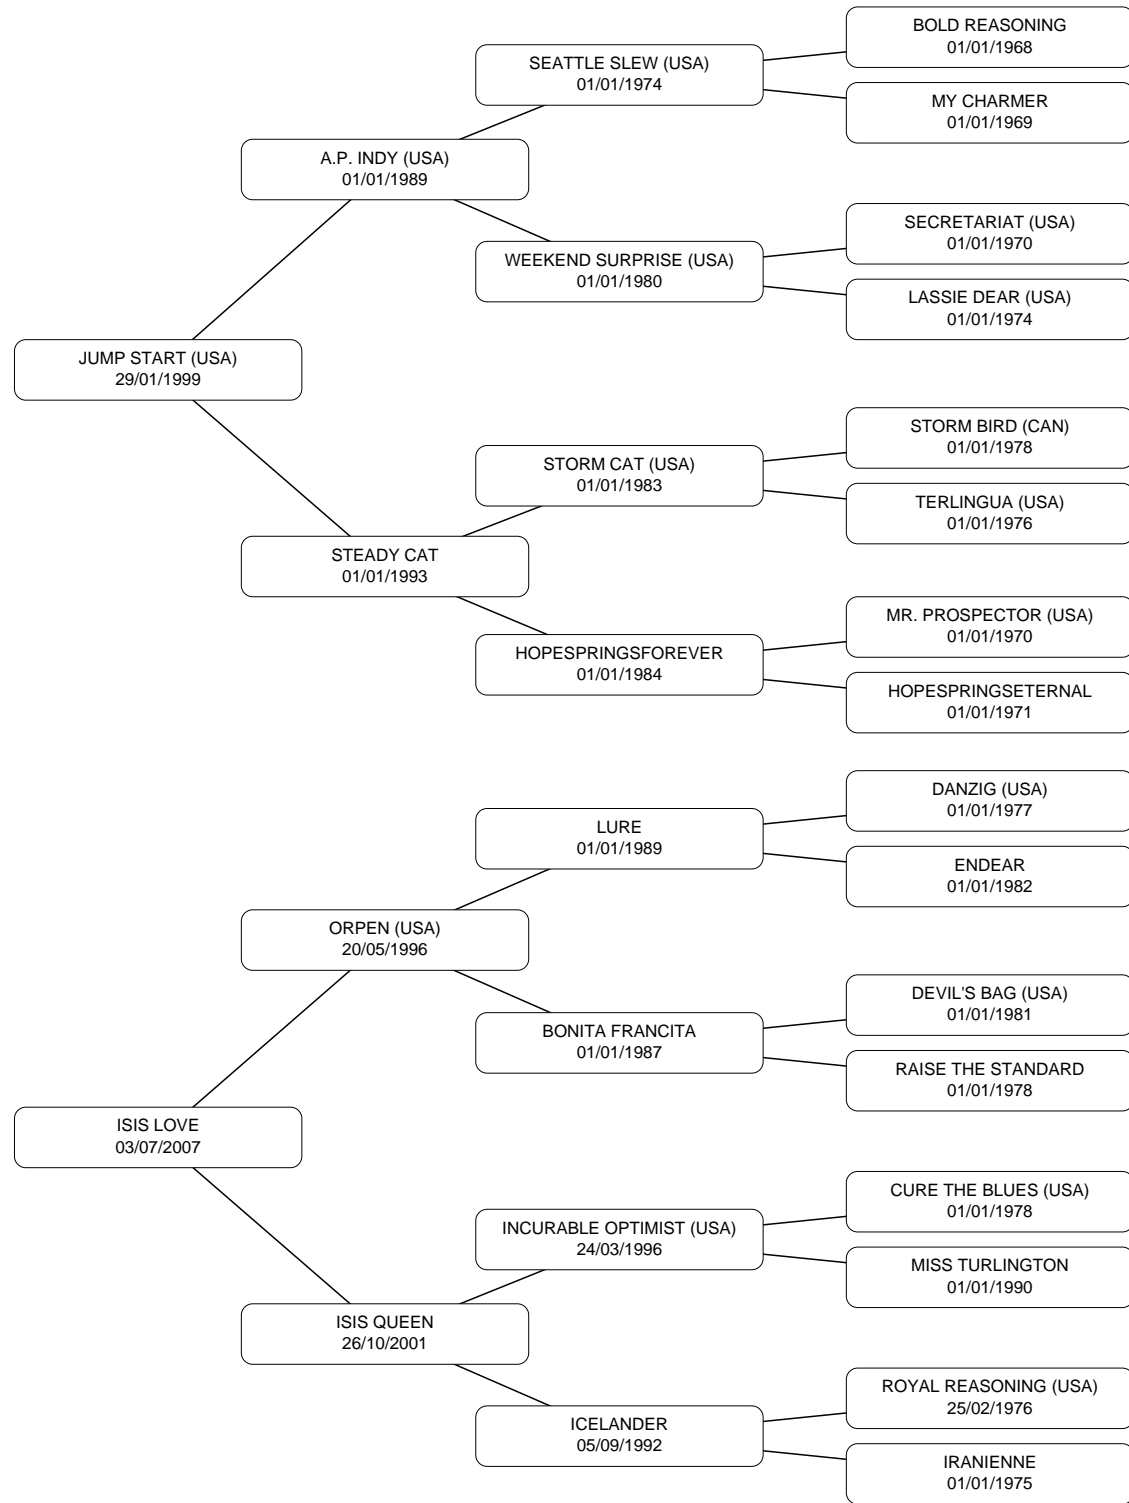 BOLD REASONING
01/01/1968
SEATTLE SLEW (USA)
01/01/1974
MY CHARMER
01/01/1969
A.P. INDY (USA)
01/01/1989
SECRETARIAT (USA)
01/01/1970
WEEKEND SURPRISE (USA)
01/01/1980
LASSIE DEAR (USA)
01/01/1974
JUMP START (USA)
29/01/1999
STORM BIRD (CAN)
01/01/1978
STORM CAT (USA)
01/01/1983
TERLINGUA (USA)
01/01/1976
STEADY CAT
01/01/1993
MR. PROSPECTOR (USA)
01/01/1970
HOPESPRINGSFOREVER
01/01/1984
HOPESPRINGSETERNAL
01/01/1971
DANZIG (USA)
01/01/1977
LURE
01/01/1989
ENDEAR
01/01/1982
ORPEN (USA)
20/05/1996
DEVIL'S BAG (USA)
01/01/1981
BONITA FRANCITA
01/01/1987
RAISE THE STANDARD
01/01/1978
ISIS LOVE
03/07/2007
CURE THE BLUES (USA)
01/01/1978
INCURABLE OPTIMIST (USA)
24/03/1996
MISS TURLINGTON
01/01/1990
ISIS QUEEN
26/10/2001
ROYAL REASONING (USA)
25/02/1976
ICELANDER
05/09/1992
IRANIENNE
01/01/1975